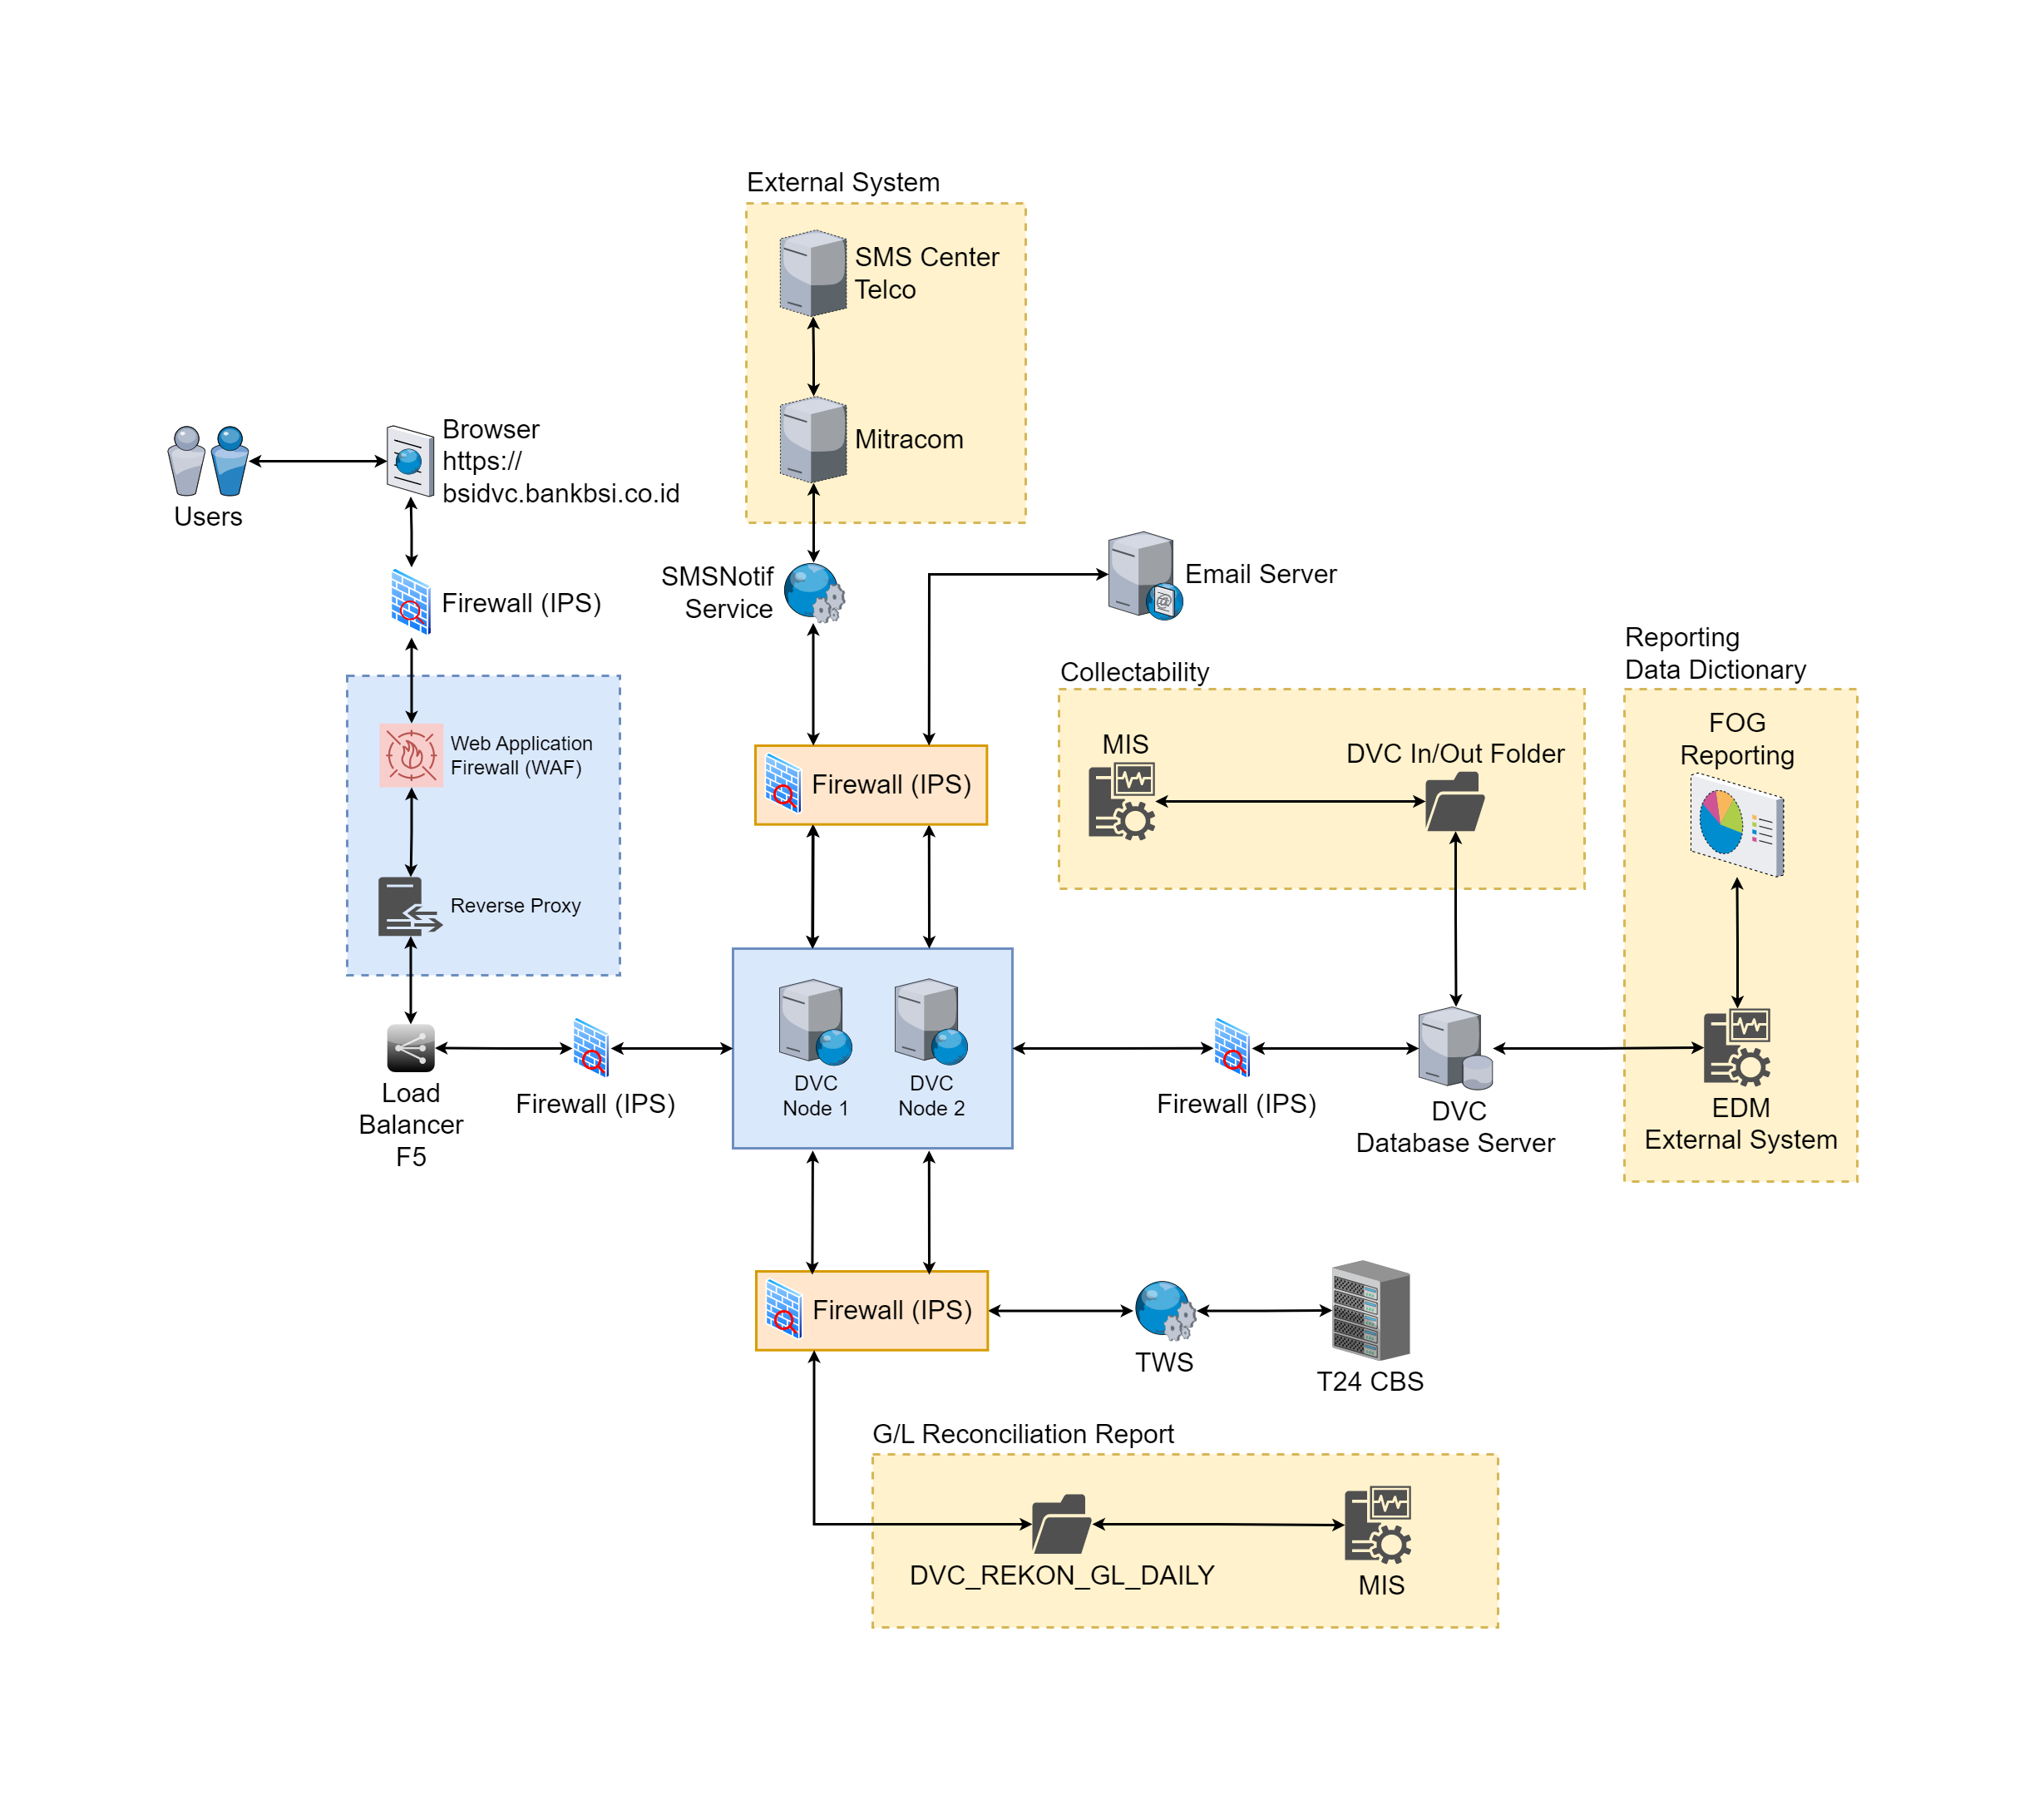 External System
SMS Center
Telco
Mitracom
Users
Browser
https://
bsidvc.bankbsi.co.id
Firewall (IPS)
SMSNotif
Service
Email Server
Web Application
Firewall (WAF)
Reverse Proxy
Firewall (IPS)
Collectability
MIS
DVC In/Out Folder
Reporting
Data Dictionary
FOG
Reporting
Load
Balancer
F5
Firewall (IPS)
DVC
Node 1
DVC
Node 2
Firewall (IPS)
DVC
Database Server
EDM
External System
Firewall (IPS)
TWS
T24 CBS
G/L Reconciliation Report
DVC_REKON_GL_DAILY
MIS